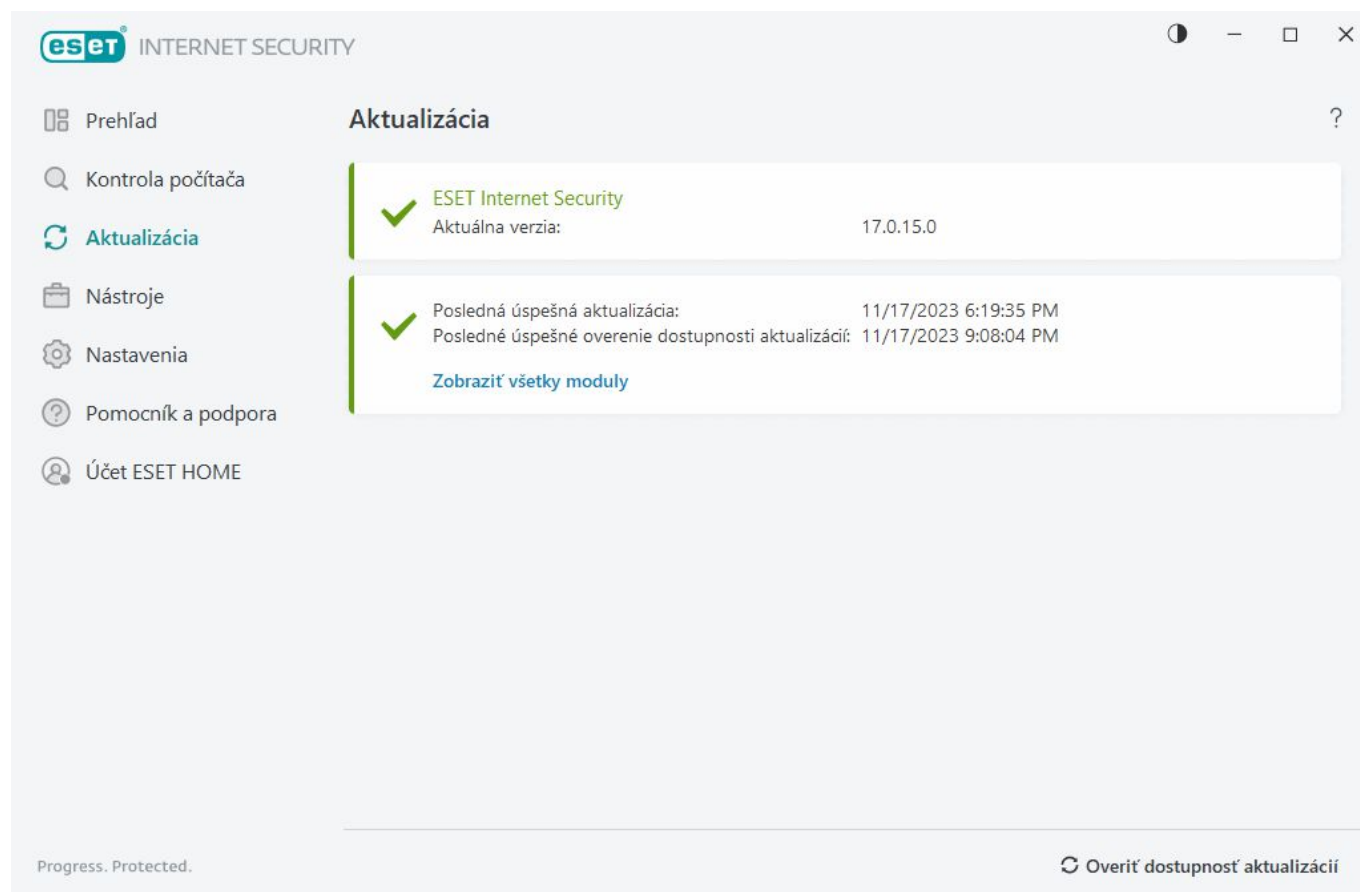 eset® INTERNET SECURITY
Prehľad
Kontrola počítača
Aktualizácia
Nástroje
Nastavenia
Pomocník a podpora
Účet ESET HOME
Aktualizácia
?
ESET Internet Security
Aktuálna verzia: 17.0.15.0
Posledná úspešná aktualizácia: 11/17/2023 6:19:35 PM
Posledné úspešné overenie dostupnosti aktualizácií: 11/17/2023 9:08:04 PM
Zobraziť všetky moduly
Progress. Protected.
Overiť dostupnosť aktualizácií